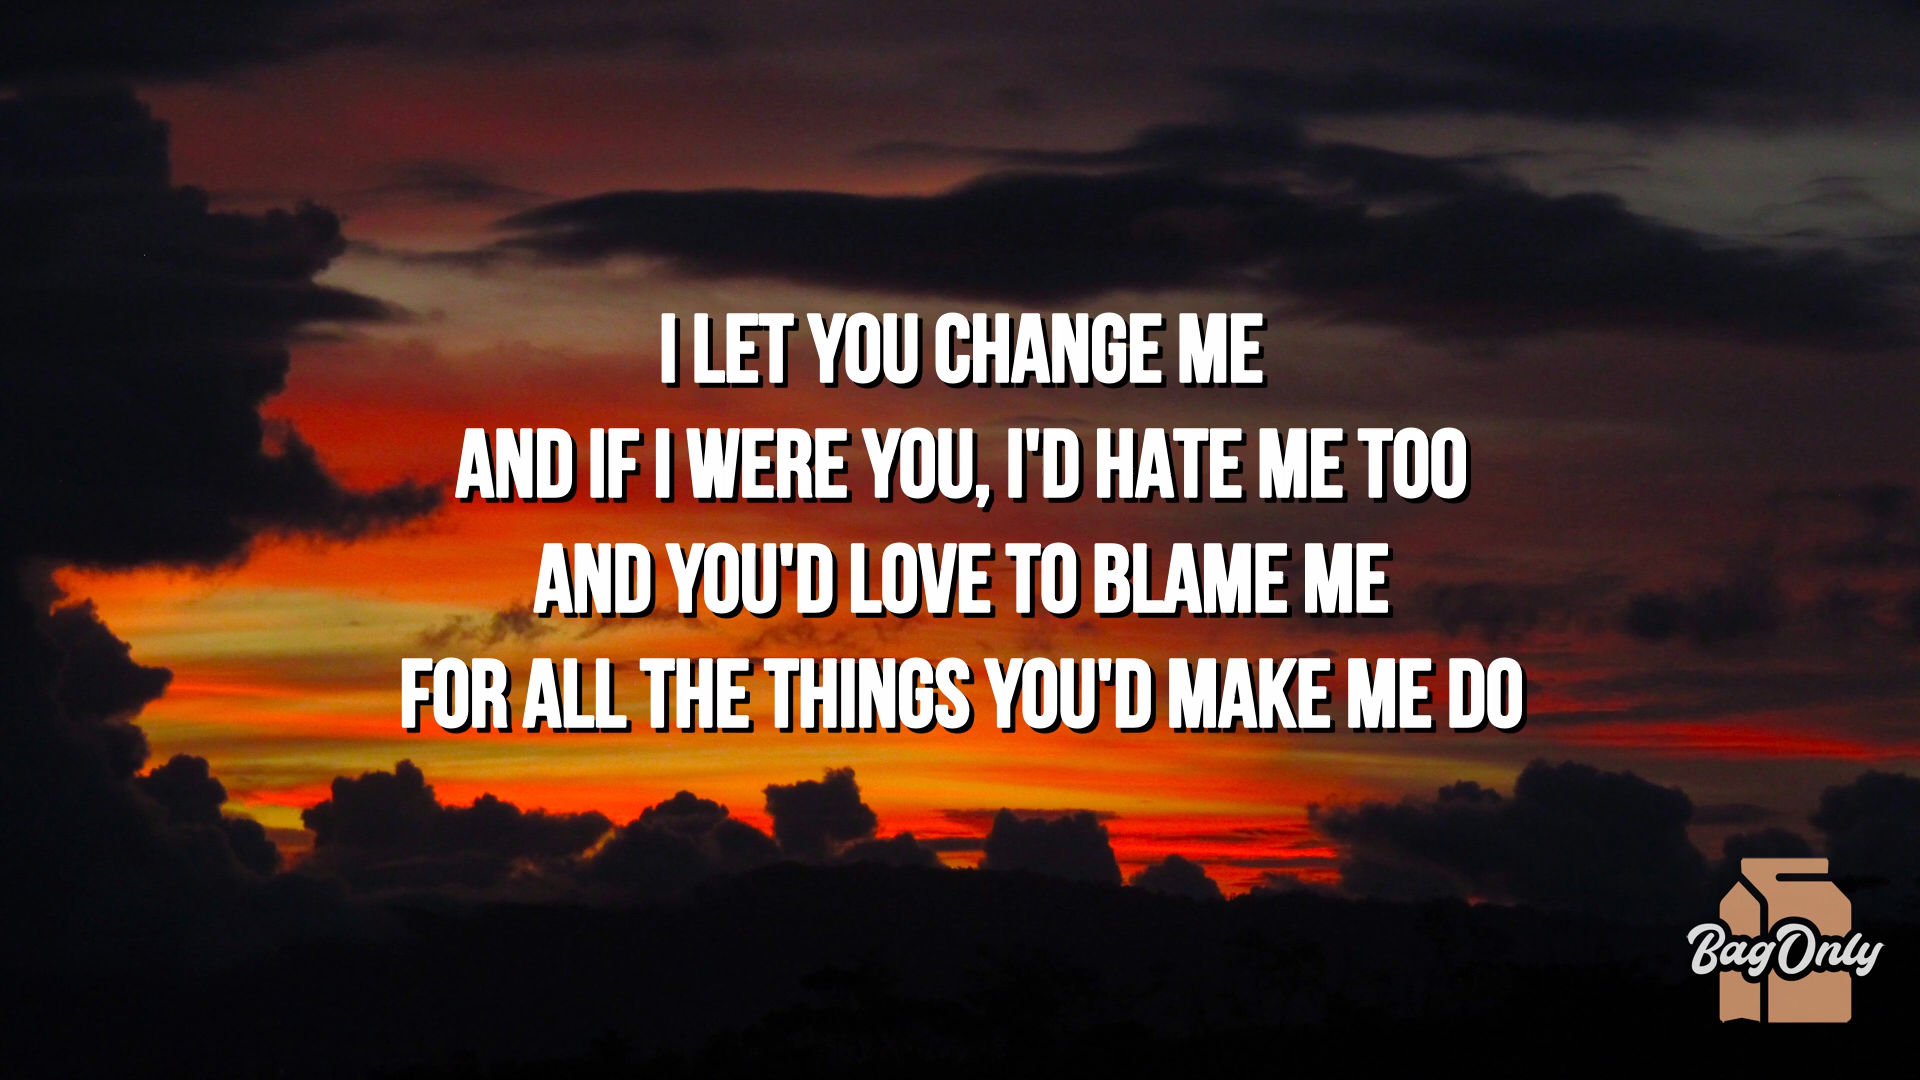 I LET YOU CHANGE ME
AND IF I WERE YOU, I'D HATE ME TOO
AND YOU'D LOVE TO BLAME ME
FOR ALL THE THINGS YOU'D MAKE ME DO
BagOnly